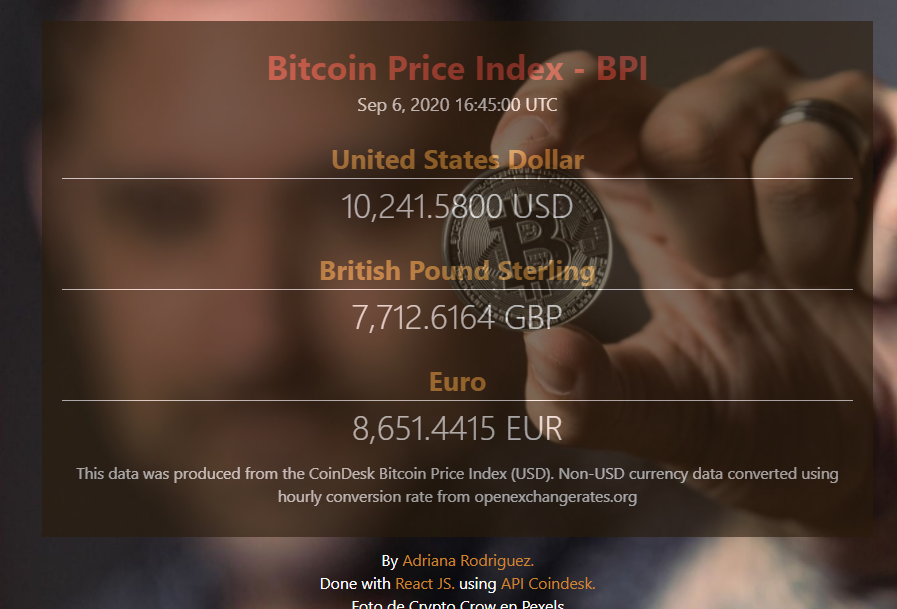 Bitcoin Price Index - BPI
Sep 6, 2020 16:45:00 UTC
United States Dollar
10,241.5800 USD
British Pound Sterling
7,712.6164 GBP
Euro
8,651.4415 EUR
This data was produced from the CoinDesk Bitcoin Price Index (USD). Non-USD currency data converted using
hourly conversion rate from openexchangerates.org
By Adriana Rodriguez.
Done with React JS. using API Coindesk.
Foto de Crypto Crow en Pexels